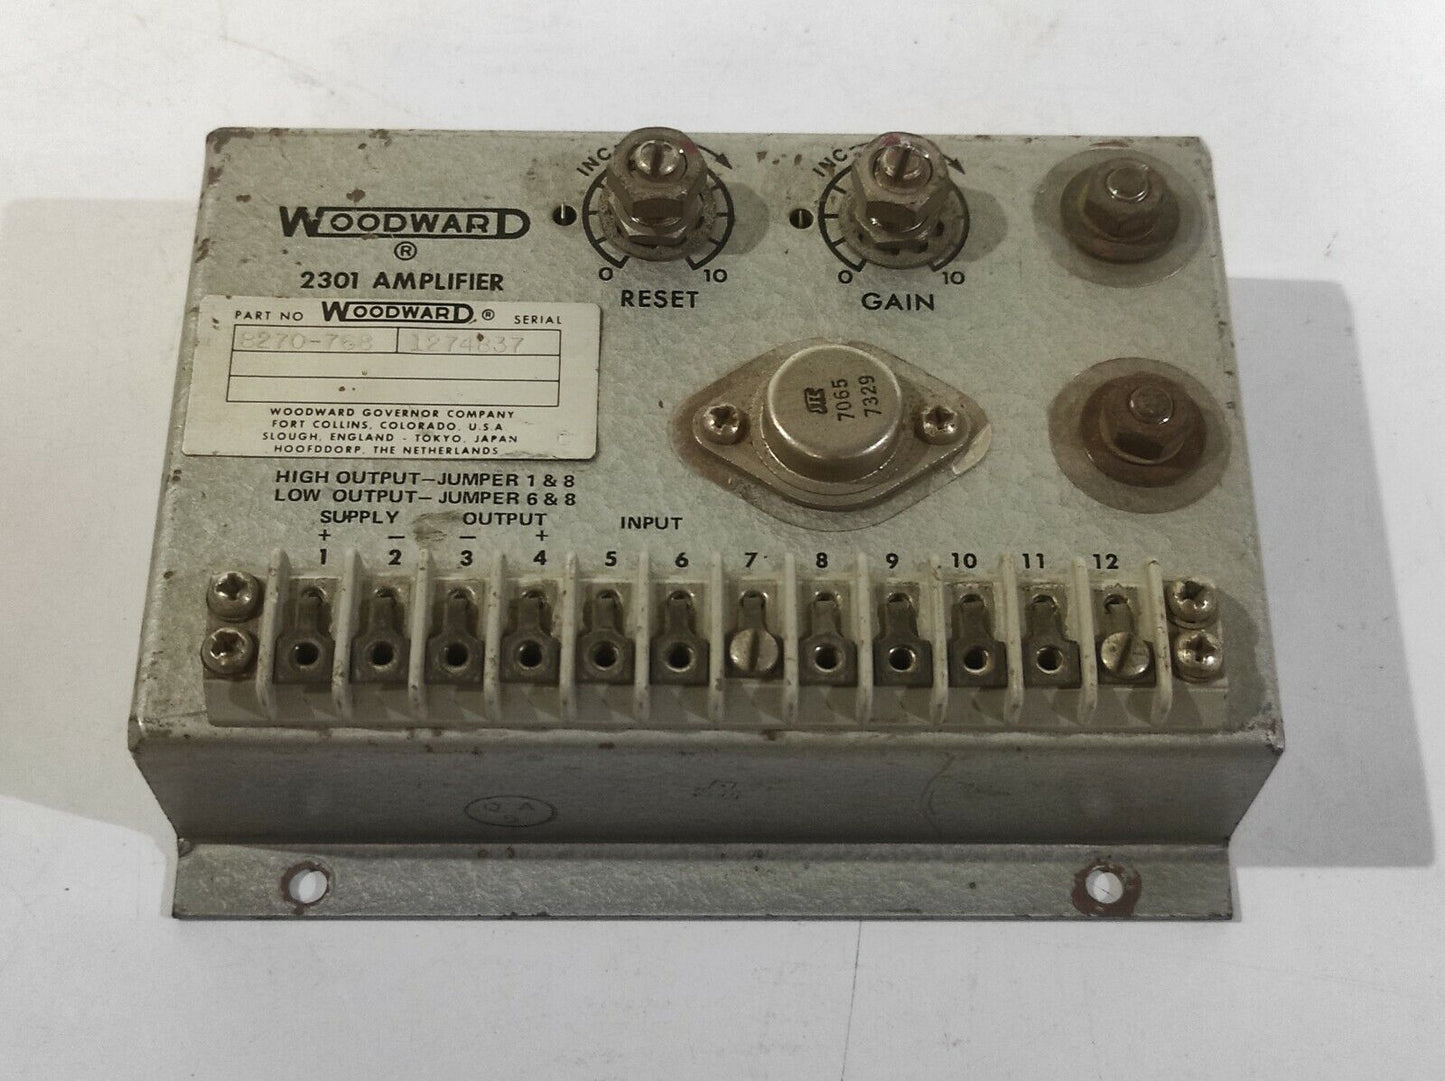 WOODWARD
®
2301 AMPLIFIER
INC
0 10
RESET
INC
0 10
GAIN
PART NO WOODWARD ® SERIAL
8270-768 1274837
WOODWARD GOVERNOR COMPANY
FORT COLLINS, COLORADO, U.S.A
SLOUGH, ENGLAND - TOKYO, JAPAN
HOOFDDORP, THE NETHERLANDS
7065
7329
HIGH OUTPUT—JUMPER 1 & 8
LOW OUTPUT—JUMPER 6 & 8
SUPPLY OUTPUT INPUT
+ — — +
1 2 3 4 5 6 7 8 9 10 11 12